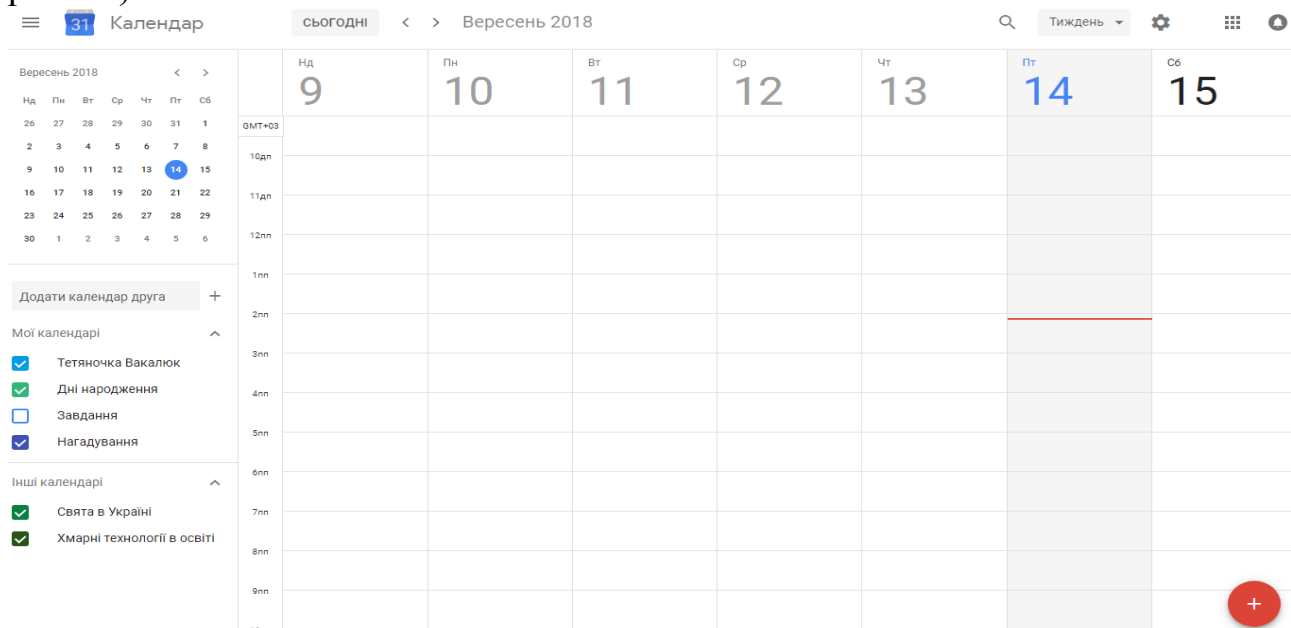 31 Календар
СЬОГОДНІ < > Вересень 2018
Тиждень
Вересень 2018 < >
Нд Пн Вт Ср Чт Пт Сб
26 27 28 29 30 31 1
2 3 4 5 6 7 8
9 10 11 12 13 14 15
16 17 18 19 20 21 22
23 24 25 26 27 28 29
30 1 2 3 4 5 6
Додати календар друга +
Мої календарі
Тетяночка Вакалюк
Дні народження
Завдання
Нагадування
Інші календарі
Свята в Україні
Хмарні технології в освіті
Нд Пн Вт Ср Чт Пт Сб
9 10 11 12 13 14 15
GMT+03
10дп
11дп
12пп
1пп
2пп
3пп
4пп
5пп
6пп
7пп
8пп
9пп
+